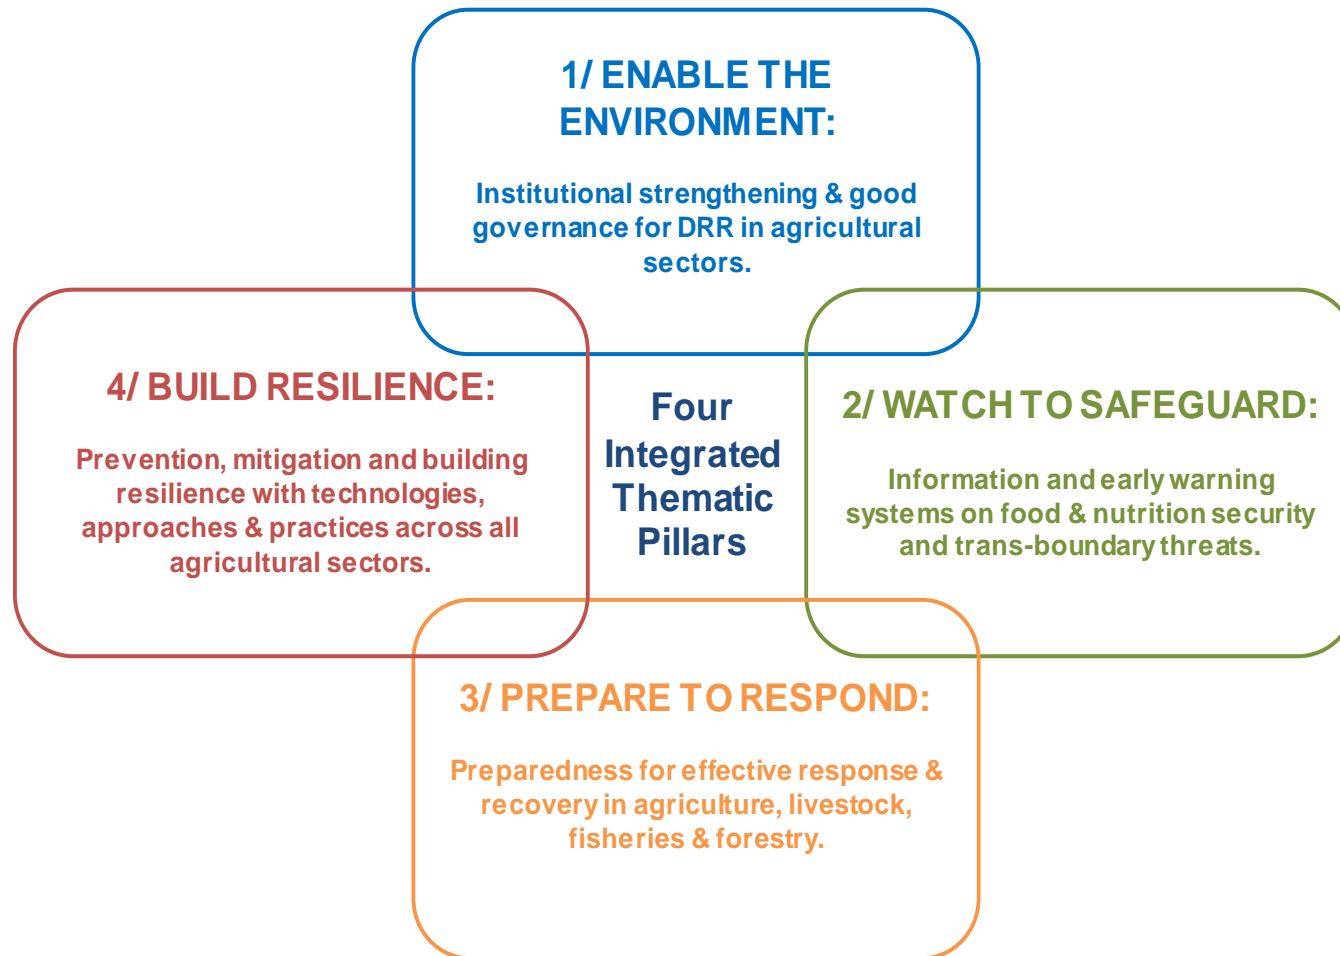 1/ ENABLE THE
ENVIRONMENT:
Institutional strengthening & good
governance for DRR in agricultural
sectors.
4/ BUILD RESILIENCE:
Prevention, mitigation and building
resilience with technologies,
approaches & practices across all
agricultural sectors.
Four
Integrated
Thematic
Pillars
2/ WATCH TO SAFEGUARD:
Information and early warning
systems on food & nutrition security
and trans-boundary threats.
3/ PREPARE TO RESPOND:
Preparedness for effective response &
recovery in agriculture, livestock,
fisheries & forestry.